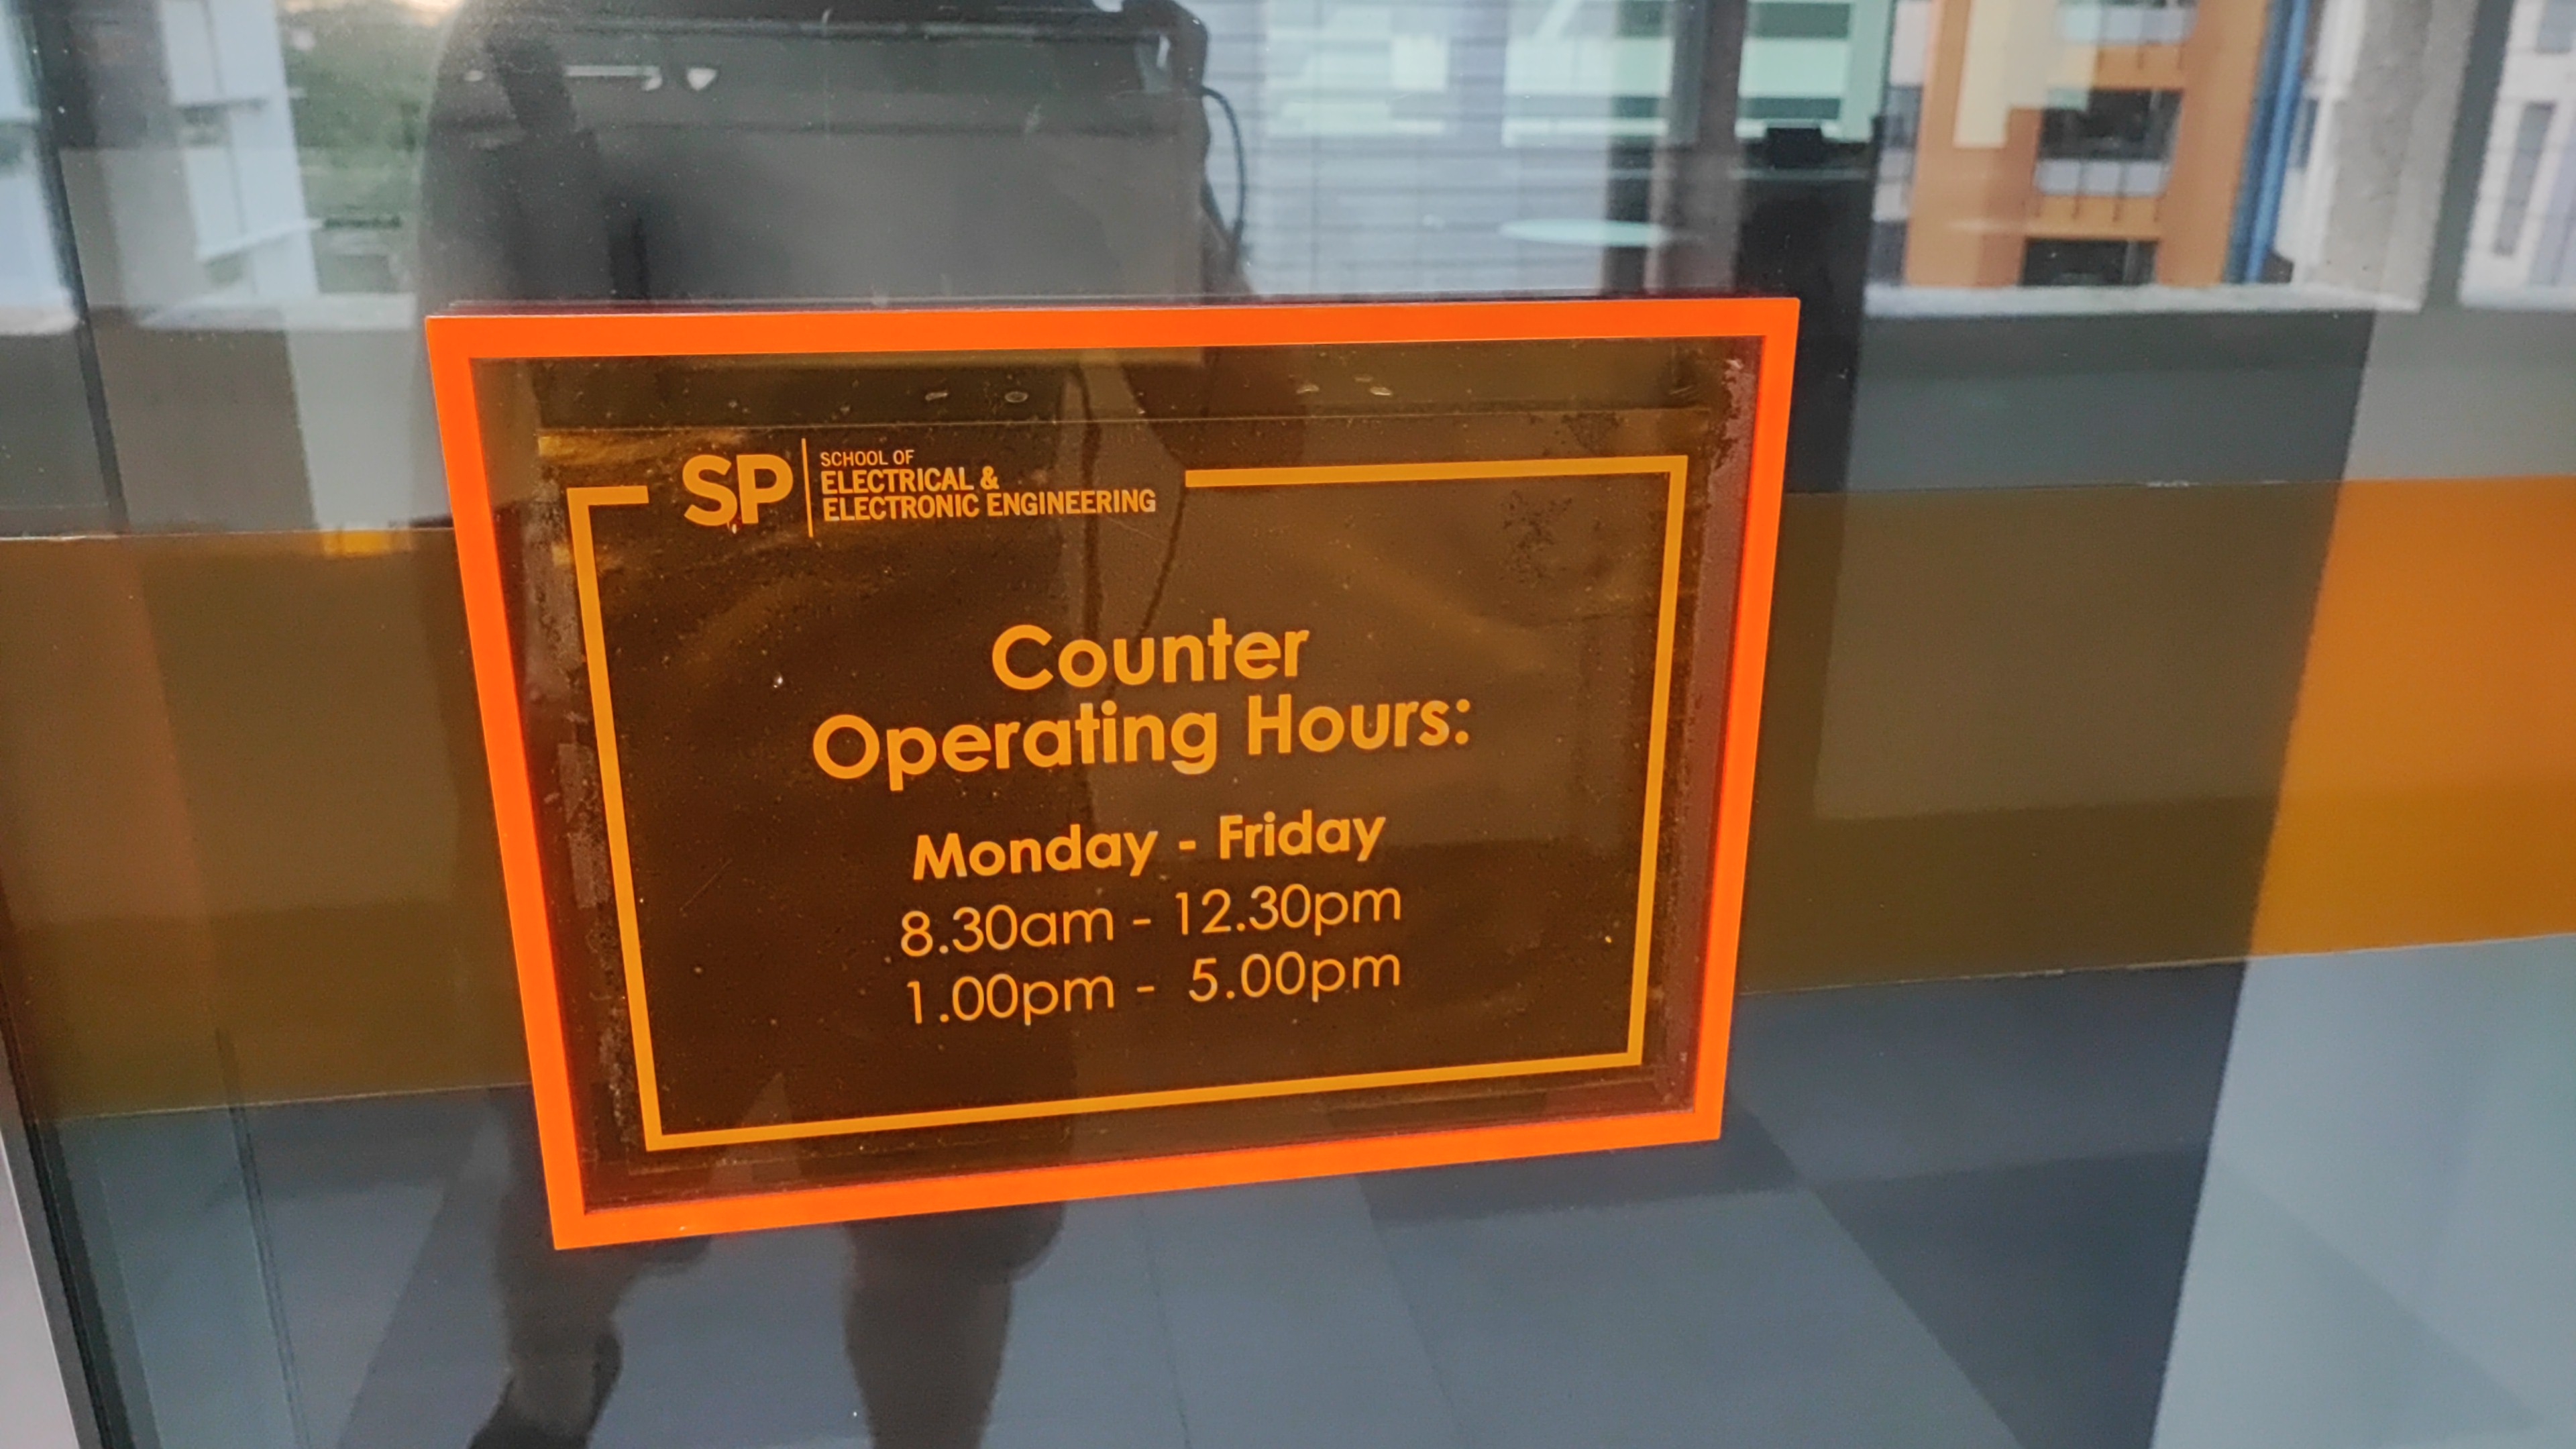 SP
SCHOOL OF
ELECTRICAL &
ELECTRONIC ENGINEERING
Counter
Operating Hours:
Monday - Friday
8.30am - 12.30pm
1.00pm - 5.00pm